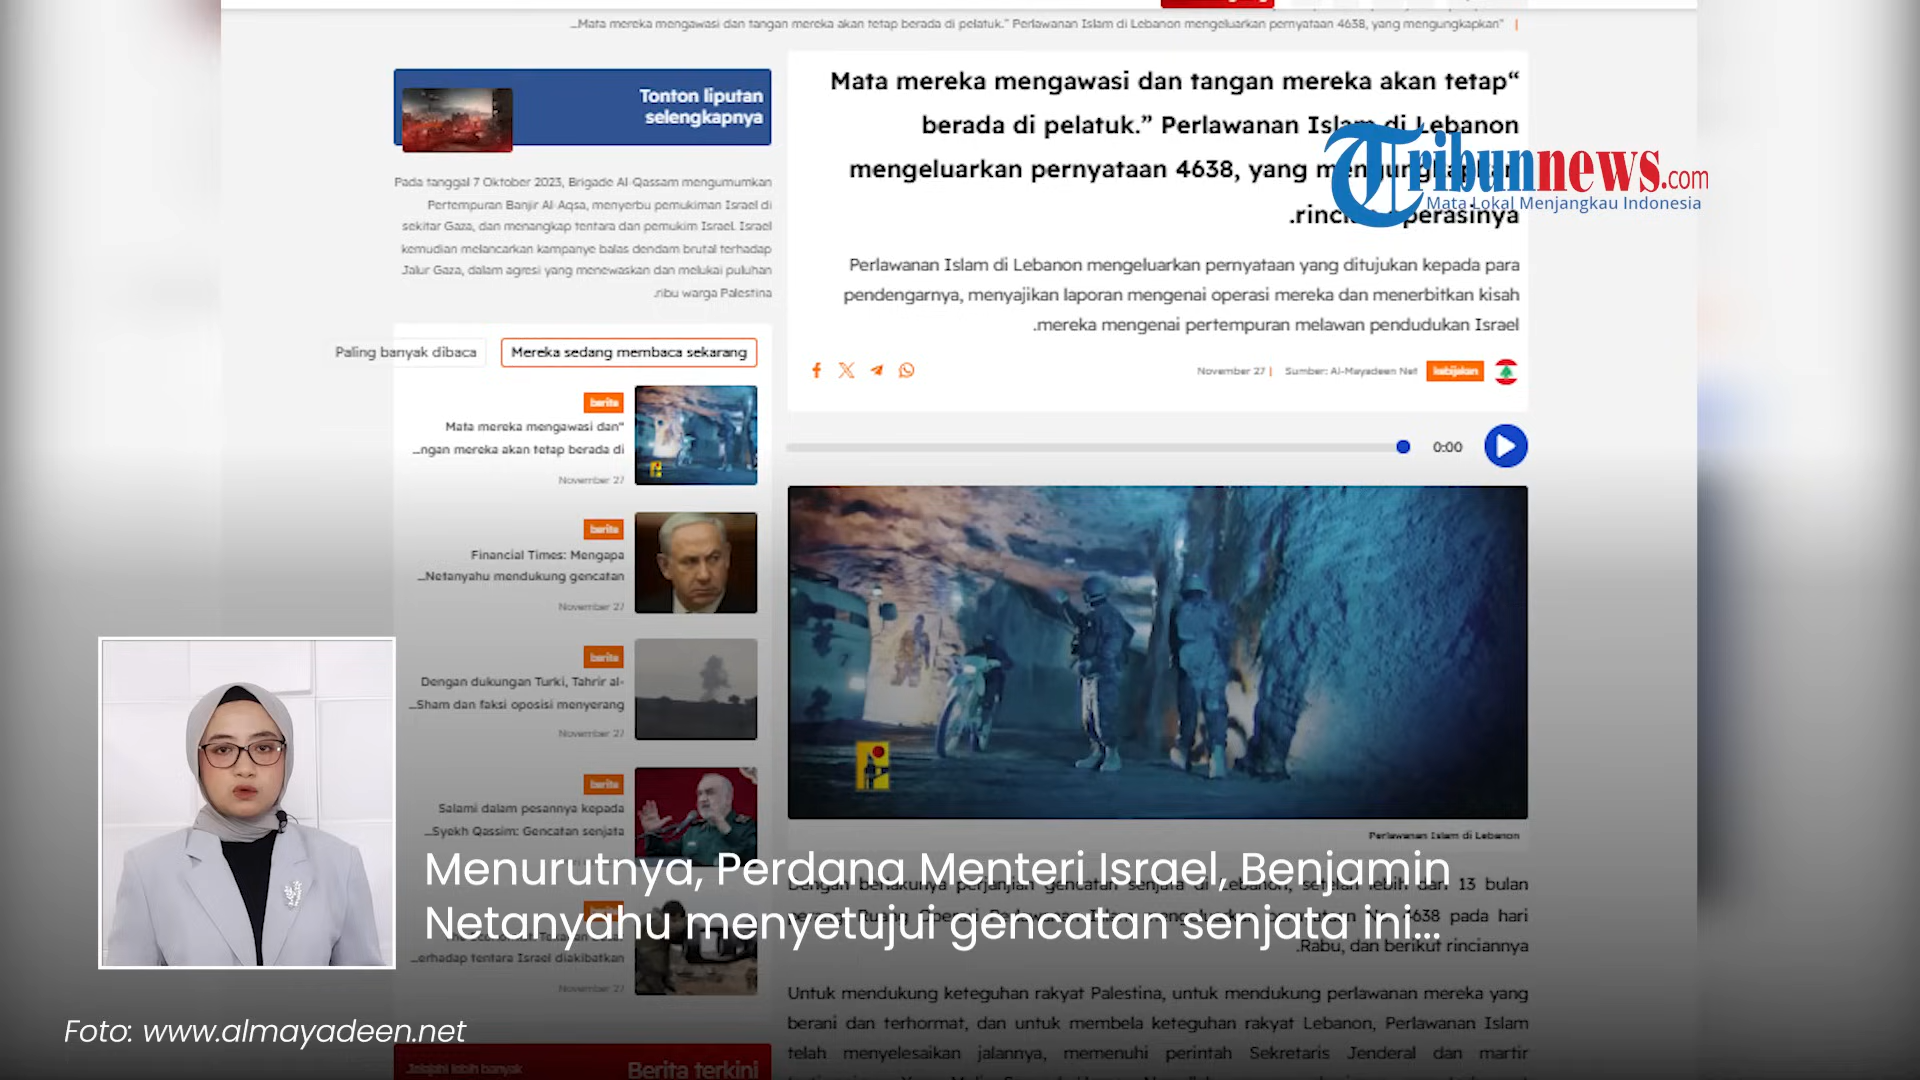 ...Mata mereka mengawasi dan tangan mereka akan tetap berada di pelatuk." Perlawanan Islam di Lebanon mengeluarkan pernyataan 4638, yang mengungkapkan"
Tonton liputan
selengkapnya
Pada tanggal 7 Oktober 2023, Brigade Al-Qassam mengumumkan
Pertempuran Banjir Al-Aqsa, menyerbu pemukiman Israel di
sekitar Gaza, dan menangkap tentara dan pemukim Israel. Israel
kemudian melancarkan kampanye balas dendam brutal terhadap
Jalur Gaza, dalam agresi yang menewaskan dan melukai puluhan
.ribu warga Palestina
Paling banyak dibaca
Mereka sedang membaca sekarang
berita
Mata mereka mengawasi dan"
...ngan mereka akan tetap berada di
November 27
berita
Financial Times: Mengapa
...Netanyahu mendukung gencatan
November 27
berita
Dengan dukungan Turki, Tahrir al-
...Sham dan faksi oposisi menyerang
November 27
berita
Salami dalam pesannya kepada
...Syekh Qassim: Gencatan senjata
...erhadap tentara Israel diakibatkan
November 27
Jelajahi lebih banyak
Berita terkini
Mata mereka mengawasi dan tangan mereka akan tetap“
berada di pelatuk.” Perlawanan Islam di Lebanon
mengeluarkan pernyataan 4638, yang mengungkapkan
.rincian operasinya
Tribunnews.com
Mata Lokal Menjangkau Indonesia
Perlawanan Islam di Lebanon mengeluarkan pernyataan yang ditujukan kepada para
pendengarnya, menyajikan laporan mengenai operasi mereka dan menerbitkan kisah
.mereka mengenai pertempuran melawan pendudukan Israel
November 27 | Sumber: Al-Mayadeen Net kebijakan
0:00
Perlawanan Islam di Lebanon
Dengan berlakunya perjanjian gencatan senjata di Lebanon, setelah lebih dari 13 bulan
4638 pada hari
.Rabu, dan berikut rinciannya
Untuk mendukung keteguhan rakyat Palestina, untuk mendukung perlawanan mereka yang
berani dan terhormat, dan untuk membela keteguhan rakyat Lebanon, Perlawanan Islam
telah menyelesaikan jalannya, memenuhi perintah Sekretaris Jenderal dan martir
Menurutnya, Perdana Menteri Israel, Benjamin
Netanyahu menyetujui gencatan senjata ini...
Foto: www.almayadeen.net